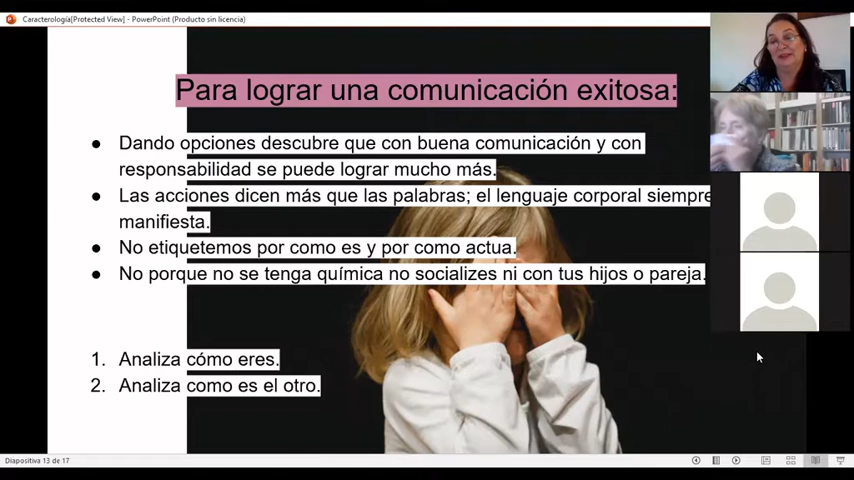 Caracterología[Protected View] - PowerPoint (Producto sin licencia)
Para lograr una comunicación exitosa:
● Dando opciones descubre que con buena comunicación y con
responsabilidad se puede lograr mucho más.
● Las acciones dicen más que las palabras; el lenguaje corporal siempre
manifiesta.
● No etiquetemos por como es y por como actua.
● No porque no se tenga química no socializes ni con tus hijos o pareja.
1. Analiza cómo eres.
2. Analiza como es el otro.
Diapositiva 13 de 17